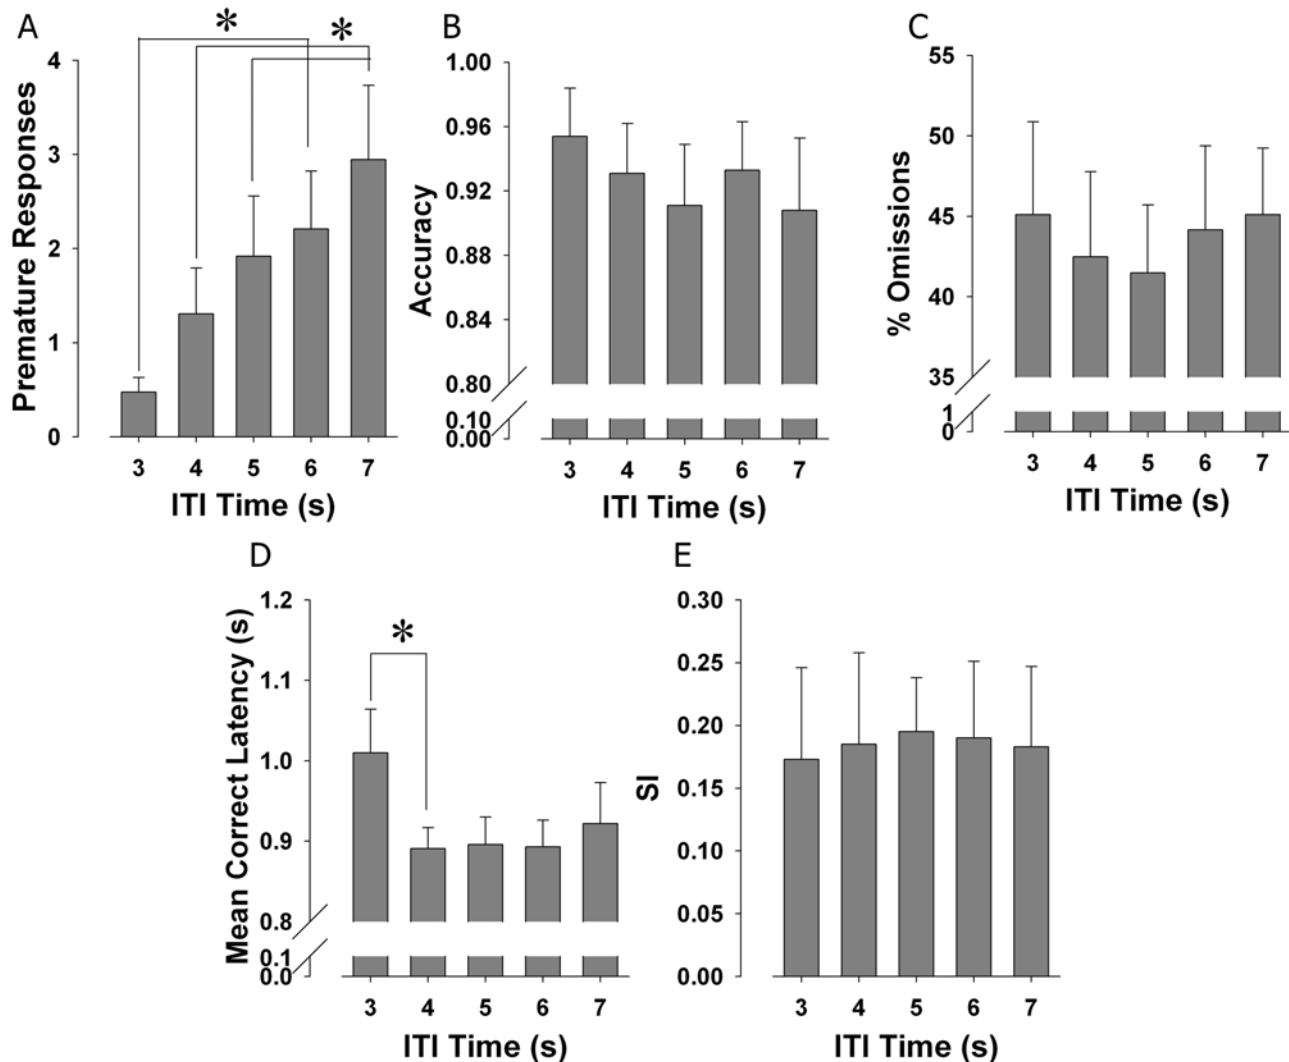 A
Premature Responses
4
3
2
1
0
*
*
3 4 5 6 7
ITI Time (s)
B
Accuracy
1.00
0.96
0.92
0.88
0.84
0.80
0.10
0.00
3 4 5 6 7
ITI Time (s)
C
% Omissions
55
50
45
40
35
1
0
3 4 5 6 7
ITI Time (s)
D
Mean Correct Latency (s)
1.2
1.1
1.0
0.9
0.8
0.1
0.0
*
3 4 5 6 7
ITI Time (s)
E
SI
0.30
0.25
0.20
0.15
0.10
0.05
0.00
3 4 5 6 7
ITI Time (s)